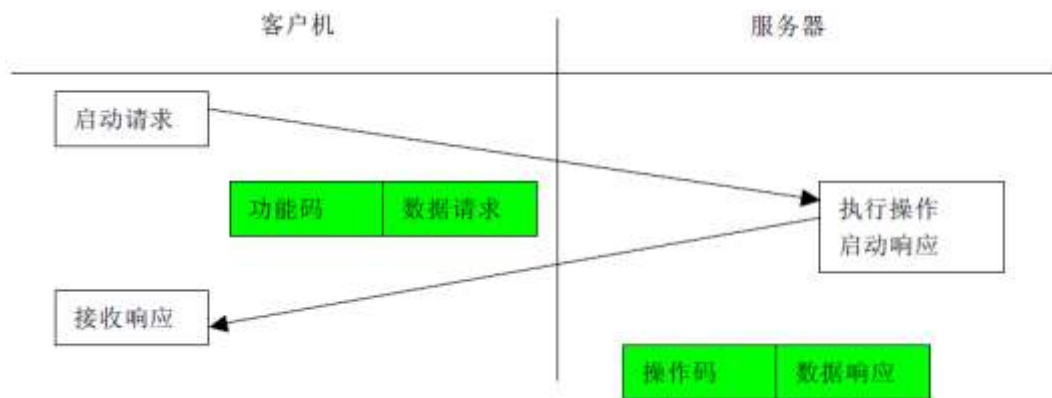 客户机
服务器
启动请求
功能码
数据请求
执行操作
启动响应
接收响应
操作码
数据响应